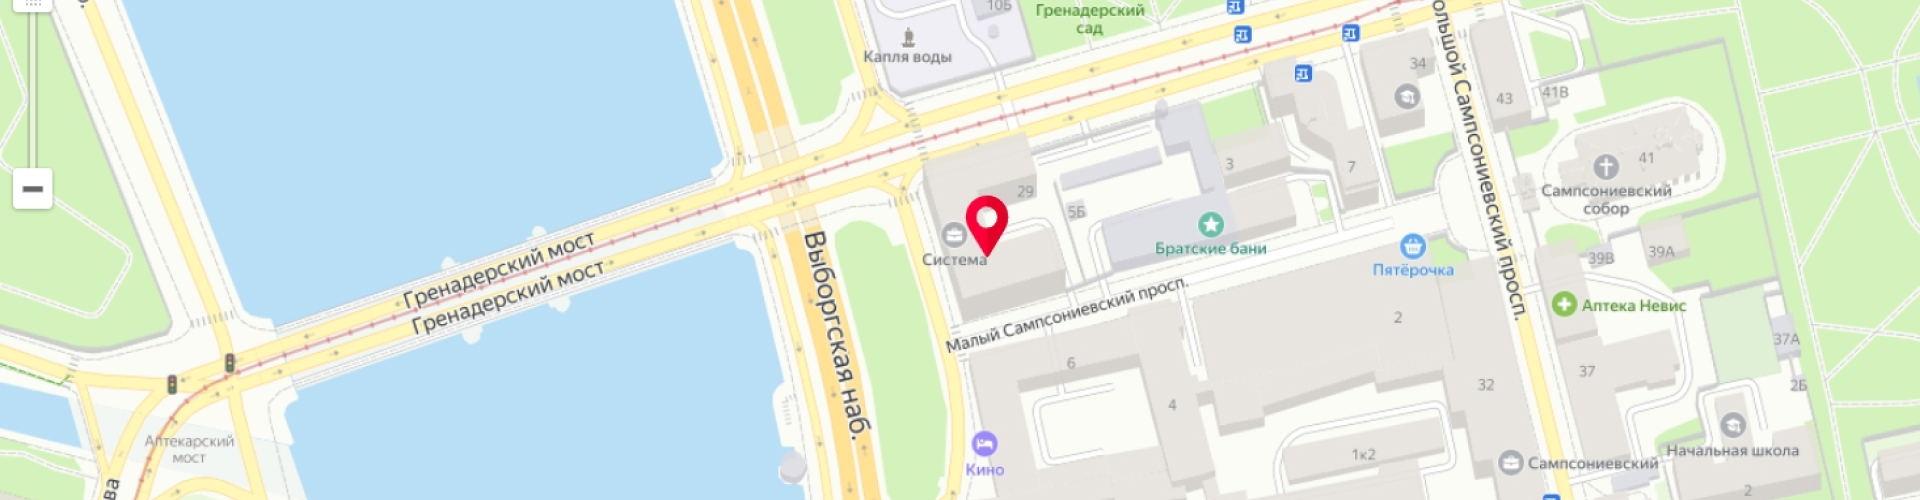 10Б
Гренадерский
сад
Капля воды
34
43
41В
41
Сампсониевский
собор
3
7
29
5Б
Система
Братские бани
Пятёрочка
39В
39А
Аптека Невис
Гренадерский мост
Гренадерский мост
Выборгская наб.
Малый Сампсониевский просп.
ольшой Сампсониевский просп.
2
6
4
32
37
37А
2Б
Аптекарский
мост
ва
Кино
1к2
Сампсониевский
Начальная школа
2